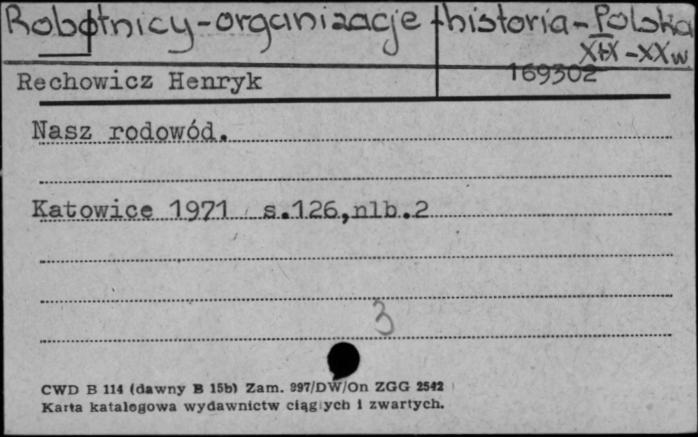 Robotnicy-organizacje-historia-Polska
XIX-XXw
Rechowicz Henryk
169302
Nasz rodowód.
Katowice 1971 s.126,nlb.2
3
CWD B 114 (dawny B 15b) Zam. 997/DW/On ZGG 2542
Karta katalogowa wydawnictw ciągłych i zwartych.